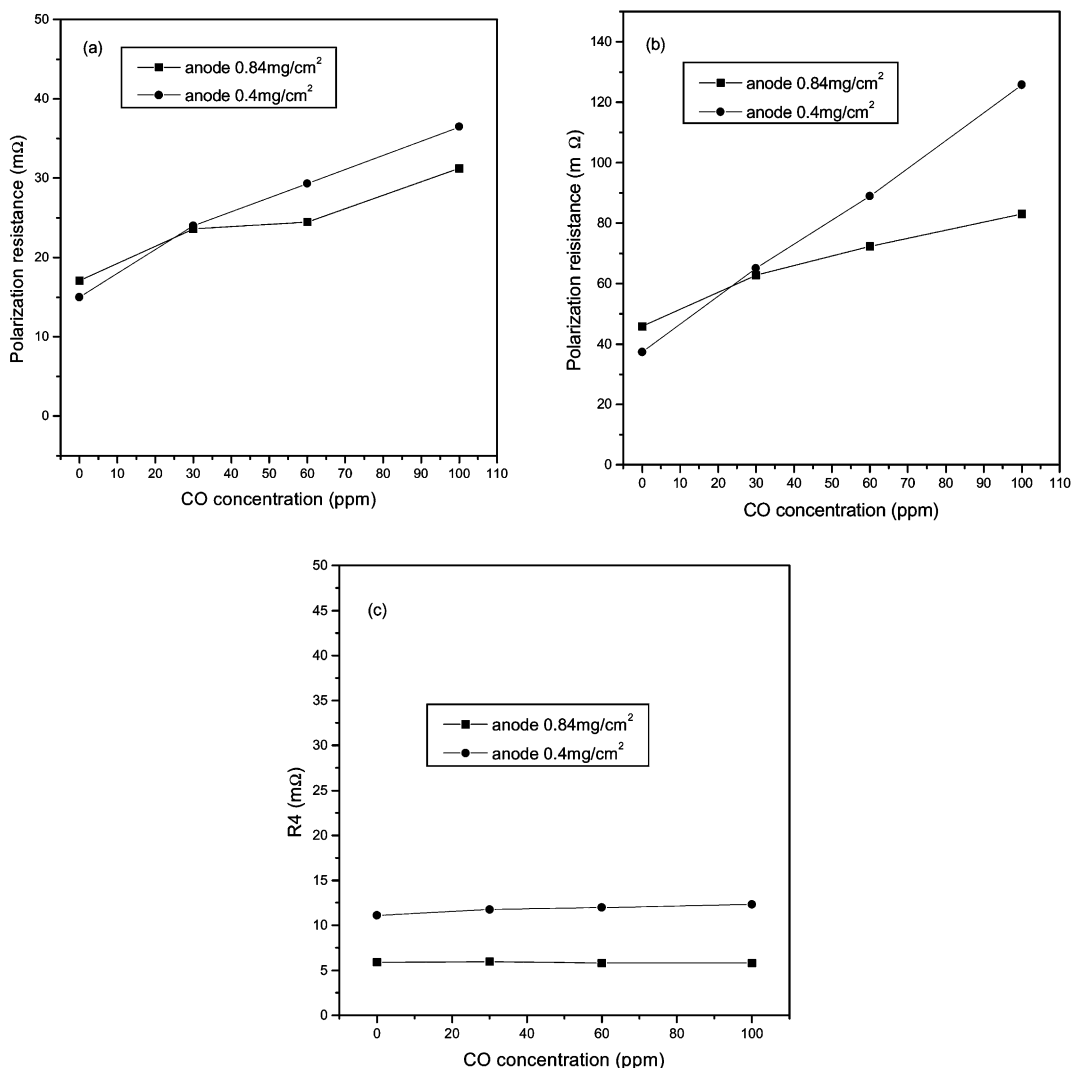 (a)
anode 0.84mg/cm²
anode 0.4mg/cm²
Polarization resistance (mΩ)
50
40
30
20
10
0
0 10 20 30 40 50 60 70 80 90 100 110
CO concentration (ppm)
(b)
anode 0.84mg/cm²
anode 0.4mg/cm²
Polarization reisistance (m Ω)
140
120
100
80
60
40
20
0
0 10 20 30 40 50 60 70 80 90 100 110
CO concentration (ppm)
(c)
anode 0.84mg/cm²
anode 0.4mg/cm²
R4 (mΩ)
50
45
40
35
30
25
20
15
10
5
0
0 20 40 60 80 100
CO concentration (ppm)